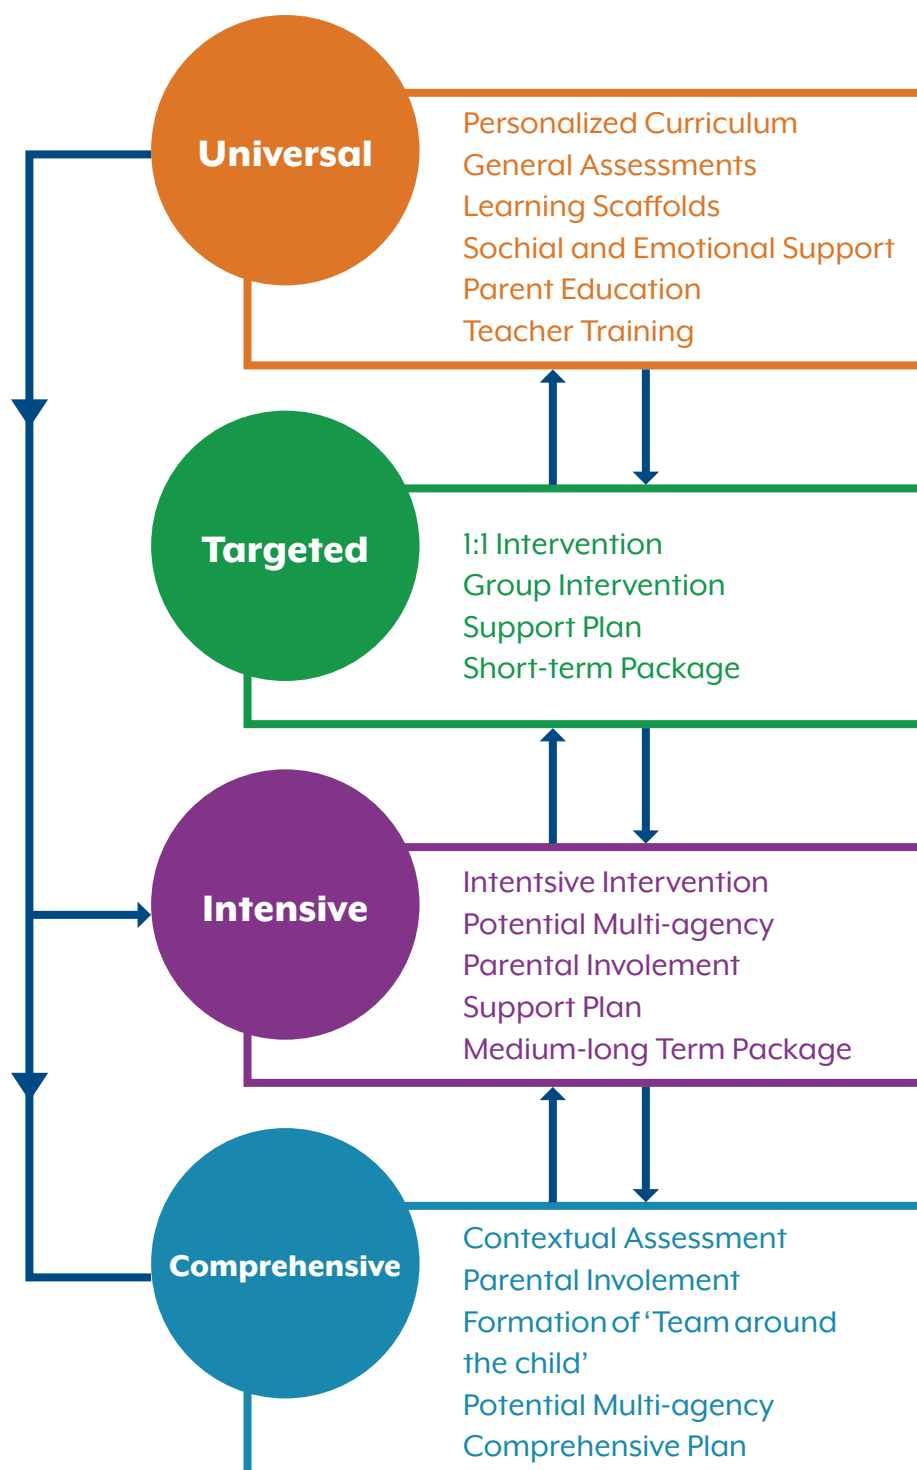 Universal
Personalized Curriculum
General Assessments
Learning Scaffolds
Sochial and Emotional Support
Parent Education
Teacher Training
Targeted
1:1 Intervention
Group Intervention
Support Plan
Short-term Package
Intensive
Intentsive Intervention
Potential Multi-agency
Parental Involement
Support Plan
Medium-long Term Package
Comprehensive
Contextual Assessment
Parental Involement
Formation of ‘Team around
the child’
Potential Multi-agency
Comprehensive Plan